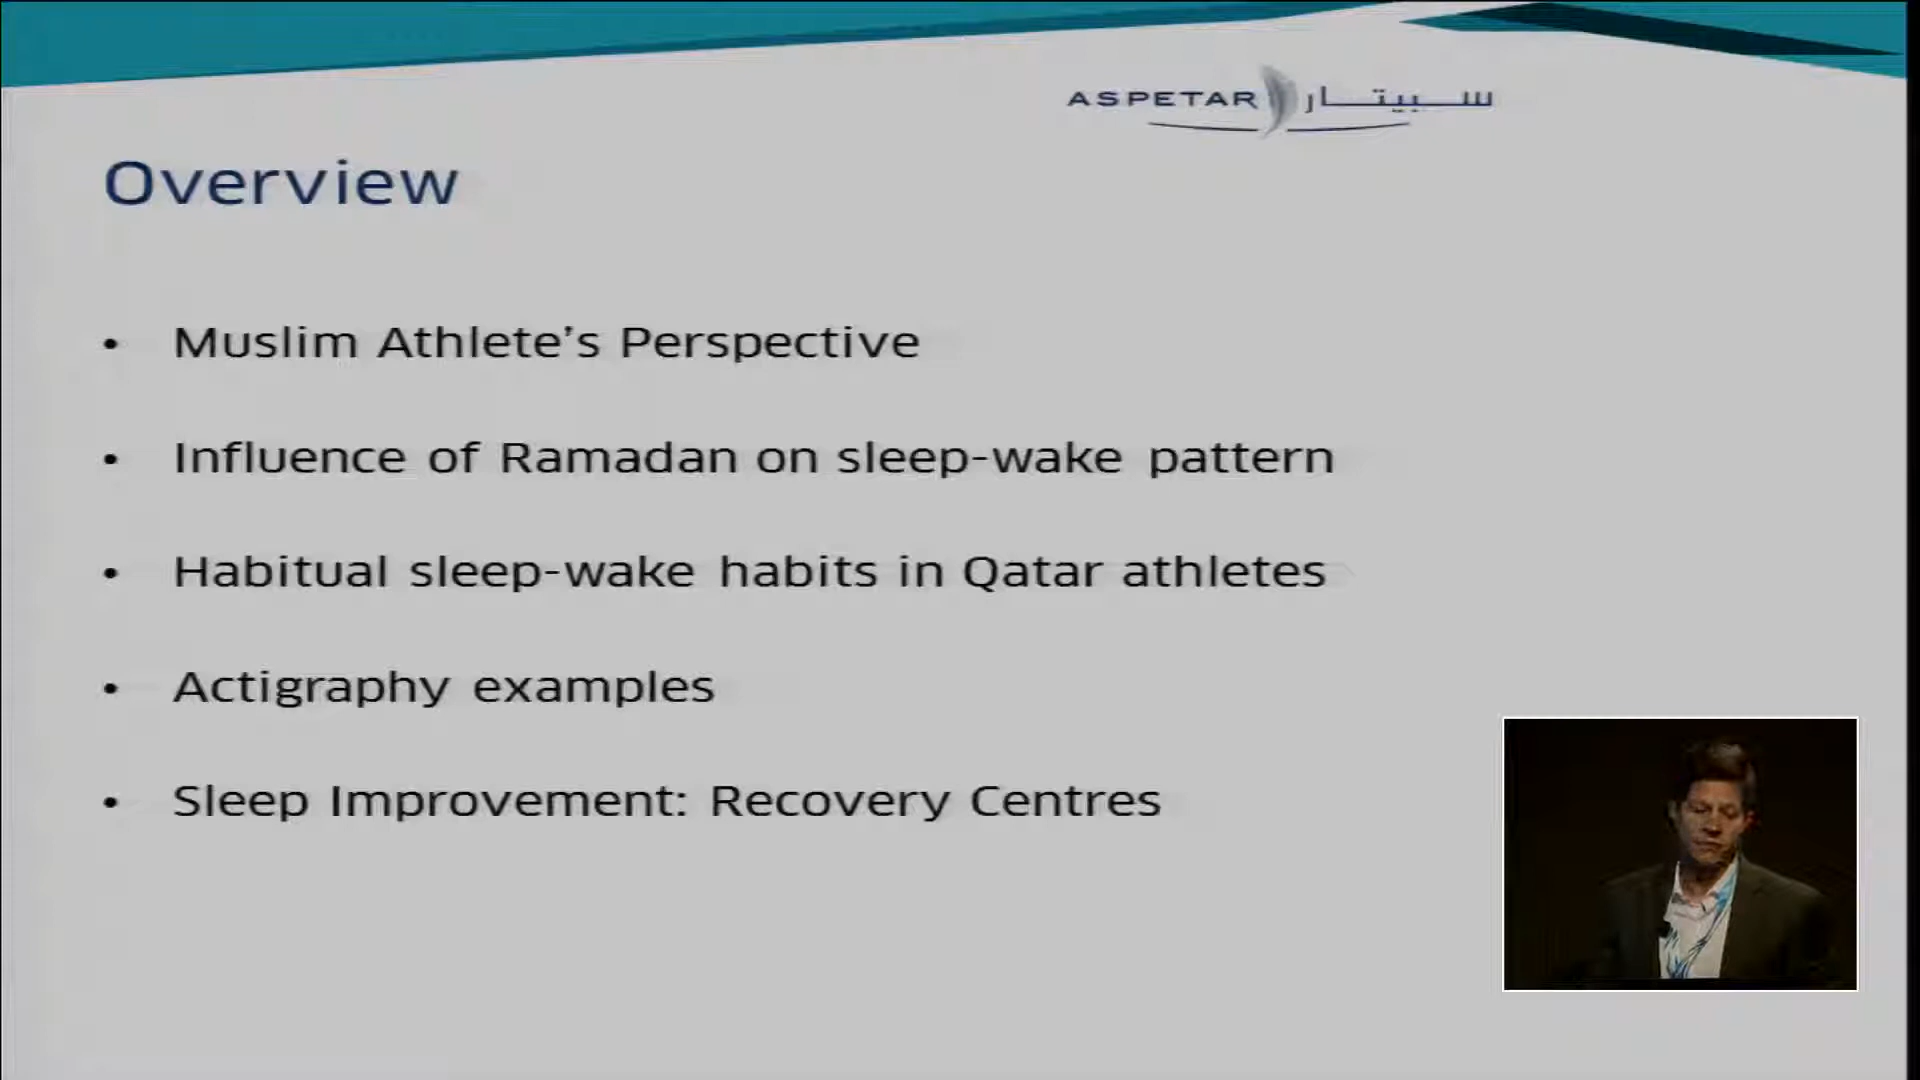 ASPETAR سبيتار
Overview
• Muslim Athlete’s Perspective
• Influence of Ramadan on sleep-wake pattern
• Habitual sleep-wake habits in Qatar athletes
• Actigraphy examples
• Sleep Improvement: Recovery Centres